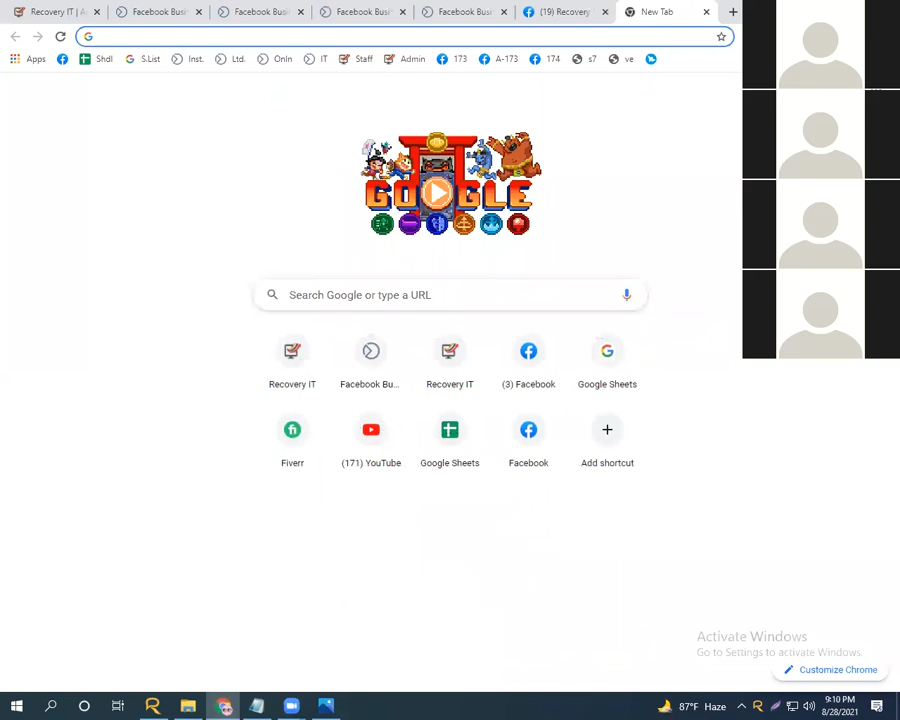 Recovery IT | A
Facebook Busi
Facebook Busi
Facebook Busi
Facebook Busi
(19) Recovery
New Tab
Apps Shdl S.List Inst. Ltd. OnIn IT Staff Admin 173 A-173 174 s7 ve
GOOGLE
Search Google or type a URL
Recovery IT
Facebook Bu...
Recovery IT
(3) Facebook
Google Sheets
Fiverr
(171) YouTube
Google Sheets
Facebook
Add shortcut
Activate Windows
Go to Settings to activate Windows.
Customize Chrome
87°F Haze
9:10 PM
8/28/2021